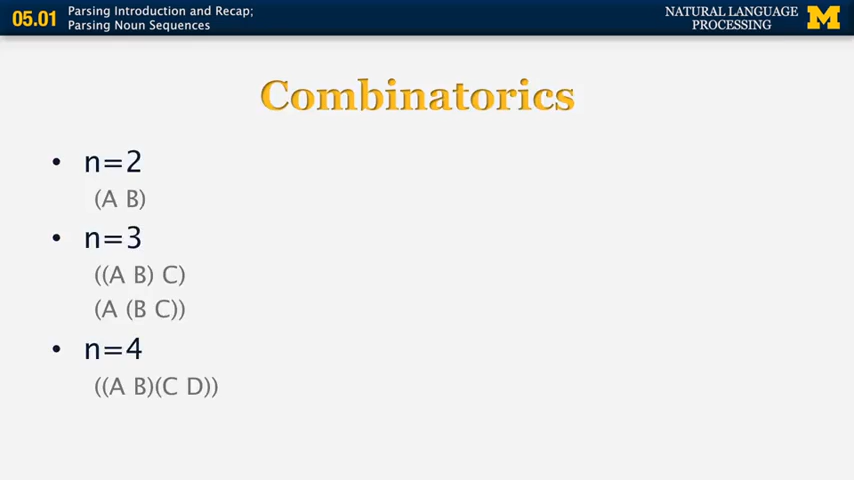 05.01
Parsing Introduction and Recap;
Parsing Noun Sequences
NATURAL LANGUAGE
PROCESSING
M
Combinatorics
• n=2
(A B)
• n=3
((A B) C)
(A (B C))
• n=4
((A B)(C D))